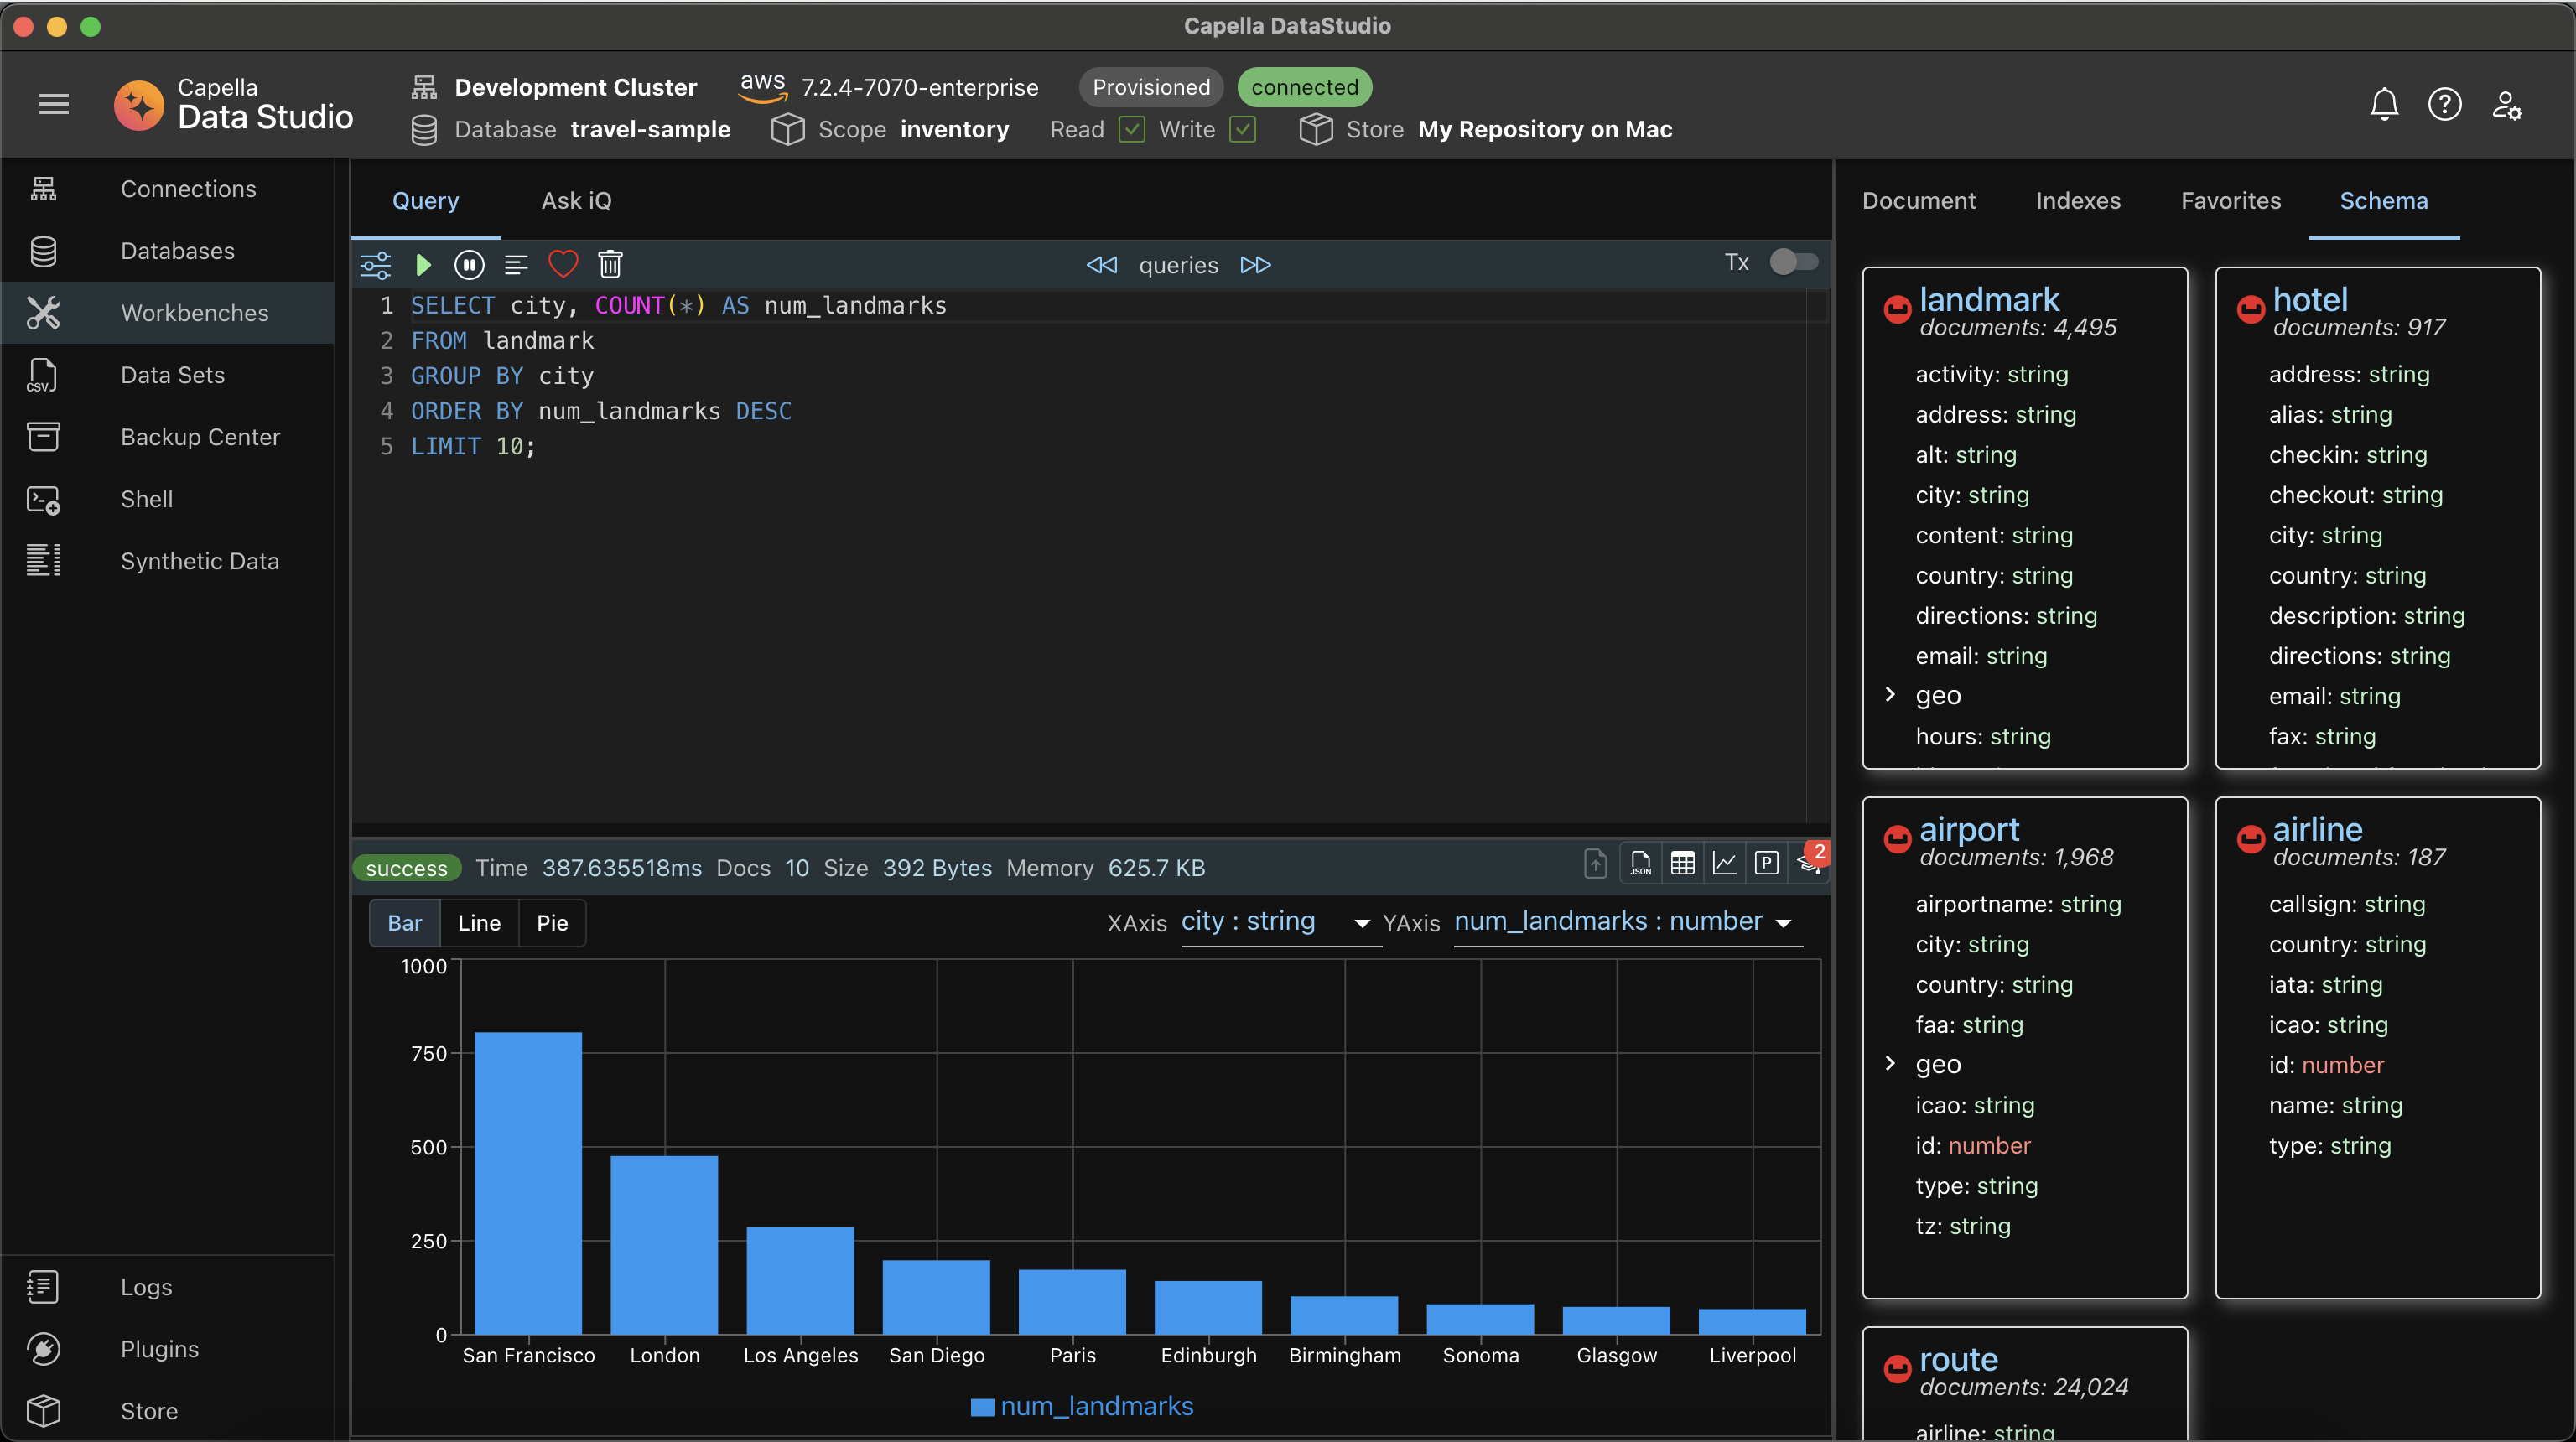 Capella DataStudio
Capella
Data Studio
Development Cluster aws 7.2.4-7070-enterprise Provisioned connected
Database travel-sample Scope inventory Read Write Store My Repository on Mac
Connections
Databases
Workbenches
CSV
Data Sets
Backup Center
Shell
Synthetic Data
Logs
Plugins
Store
Query Ask iQ
queries Tx
1 SELECT city, COUNT(*) AS num_landmarks
2 FROM landmark
3 GROUP BY city
4 ORDER BY num_landmarks DESC
5 LIMIT 10;
success Time 387.635518ms Docs 10 Size 392 Bytes Memory 625.7 KB JSON P 2
Bar Line Pie XAxis city : string YAxis num_landmarks : number
1000
750
500
250
0
San Francisco London Los Angeles San Diego Paris Edinburgh Birmingham Sonoma Glasgow Liverpool
num_landmarks
Document Indexes Favorites Schema
landmark
documents: 4,495
activity: string
address: string
alt: string
city: string
content: string
country: string
directions: string
email: string
geo
hours: string
hotel
documents: 917
address: string
alias: string
checkin: string
checkout: string
city: string
country: string
description: string
directions: string
email: string
fax: string
airport
documents: 1,968
airportname: string
city: string
country: string
faa: string
geo
icao: string
id: number
type: string
tz: string
airline
documents: 187
callsign: string
country: string
iata: string
icao: string
id: number
name: string
type: string
route
documents: 24,024
airline: string